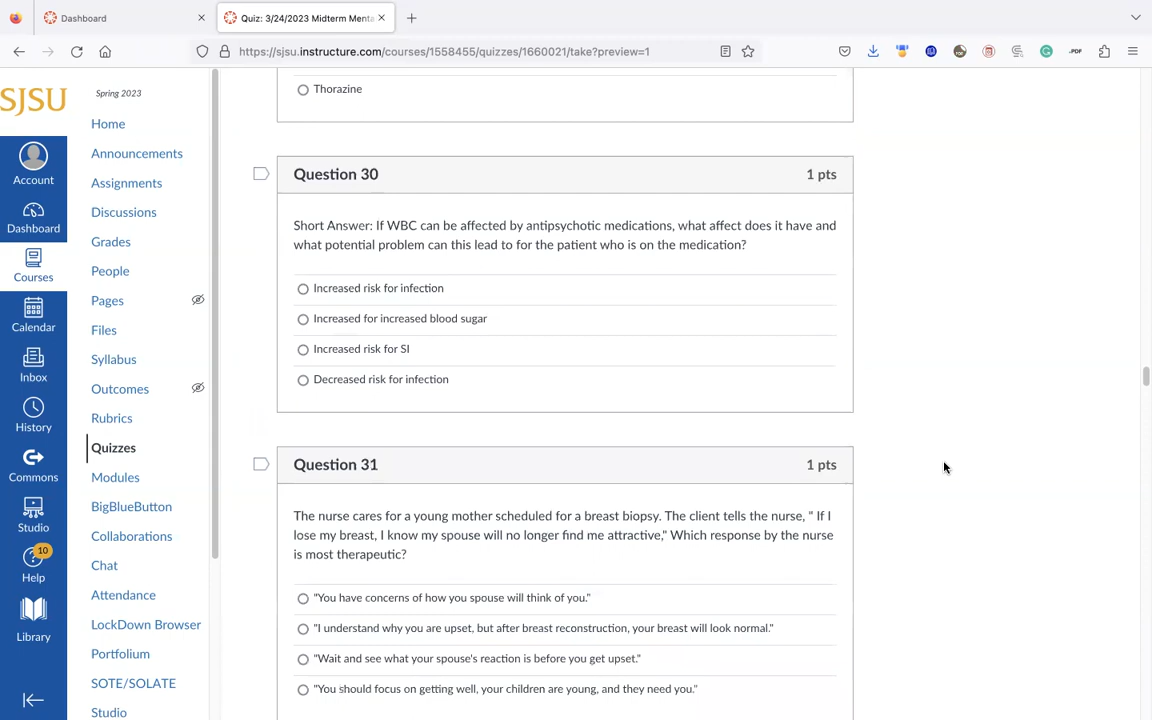 Dashboard
Quiz: 3/24/2023 Midterm Menta
https://sjsu.instructure.com/courses/1558455/quizzes/1660021/take?preview=1
.PDF
SJSU
Account
Dashboard
Courses
Calendar
Inbox
History
Commons
Studio
10
Help
Library
Spring 2023
Home
Announcements
Assignments
Discussions
Grades
People
Pages
Files
Syllabus
Outcomes
Rubrics
Quizzes
Modules
BigBlueButton
Collaborations
Chat
Attendance
LockDown Browser
Portfolium
SOTE/SOLATE
Studio
Thorazine
Question 30
1 pts
Short Answer: If WBC can be affected by antipsychotic medications, what affect does it have and
what potential problem can this lead to for the patient who is on the medication?
Increased risk for infection
Increased for increased blood sugar
Increased risk for SI
Decreased risk for infection
Question 31
1 pts
The nurse cares for a young mother scheduled for a breast biopsy. The client tells the nurse, " If I
lose my breast, I know my spouse will no longer find me attractive," Which response by the nurse
is most therapeutic?
"You have concerns of how you spouse will think of you."
"I understand why you are upset, but after breast reconstruction, your breast will look normal."
"Wait and see what your spouse's reaction is before you get upset."
"You should focus on getting well, your children are young, and they need you."